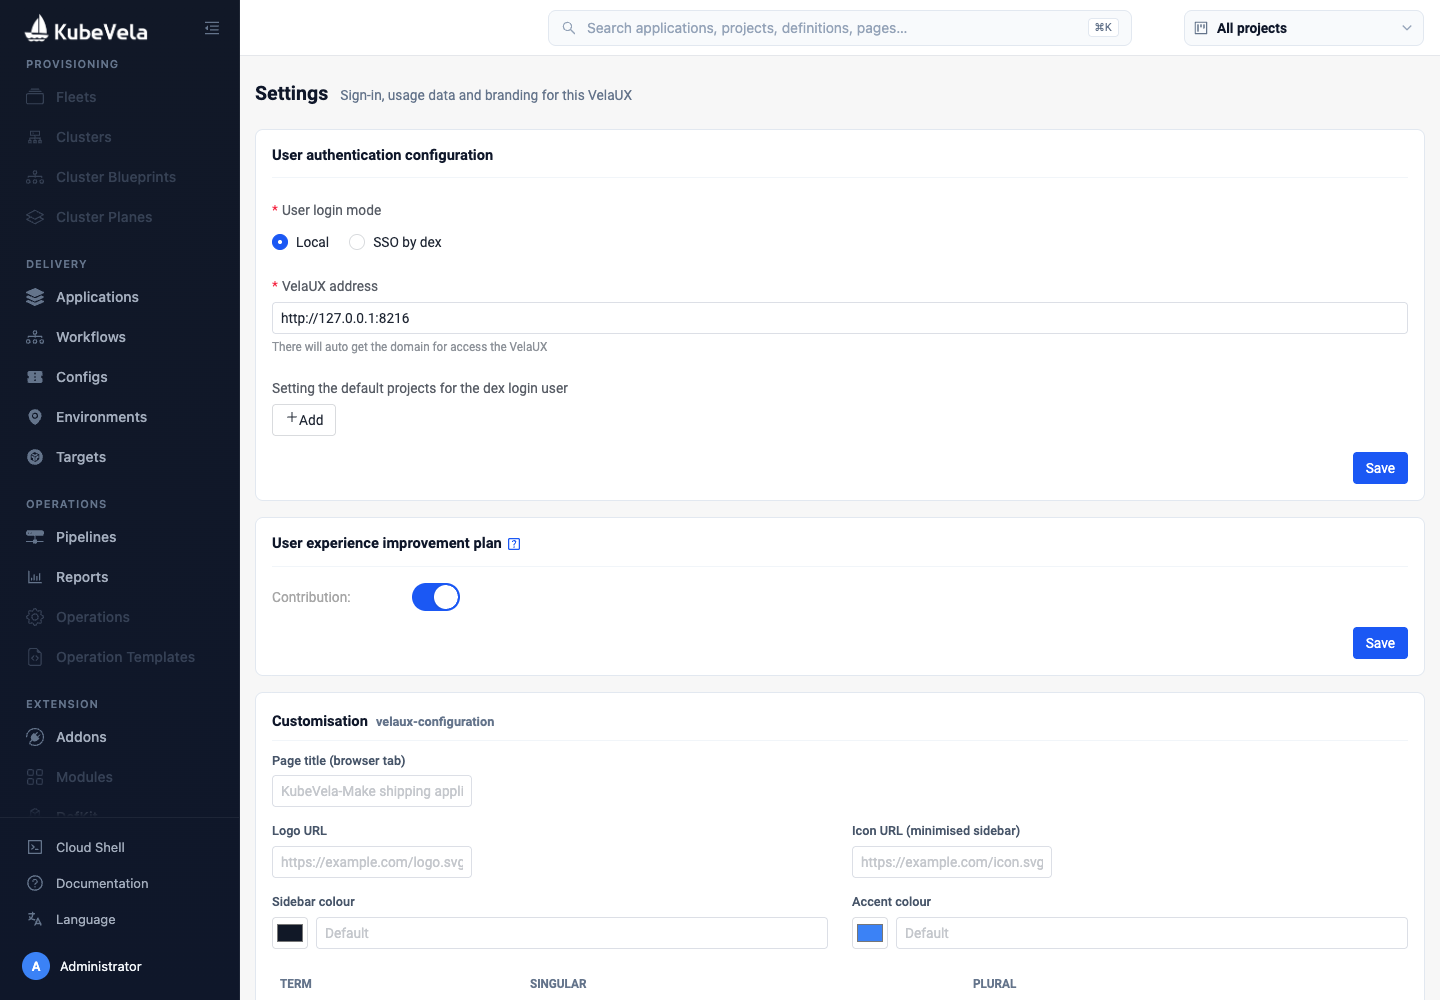 KubeVela
Search applications, projects, definitions, pages...
⌘K
All projects
PROVISIONING
Fleets
Clusters
Cluster Blueprints
Cluster Planes
DELIVERY
Applications
Workflows
Configs
Environments
Targets
OPERATIONS
Pipelines
Reports
Operations
Operation Templates
EXTENSION
Addons
Modules
Cloud Shell
Documentation
Language
A
Administrator
Settings
Sign-in, usage data and branding for this VelaUX
User authentication configuration
* User login mode
Local
SSO by dex
* VelaUX address
http://127.0.0.1:8216
There will auto get the domain for access the VelaUX
Setting the default projects for the dex login user
+Add
Save
User experience improvement plan
Contribution:
Save
Customisation velaux-configuration
Page title (browser tab)
KubeVela-Make shipping appli
Logo URL
Icon URL (minimised sidebar)
https://example.com/logo.svg
https://example.com/icon.svg
Sidebar colour
Accent colour
Default
Default
TERM
SINGULAR
PLURAL